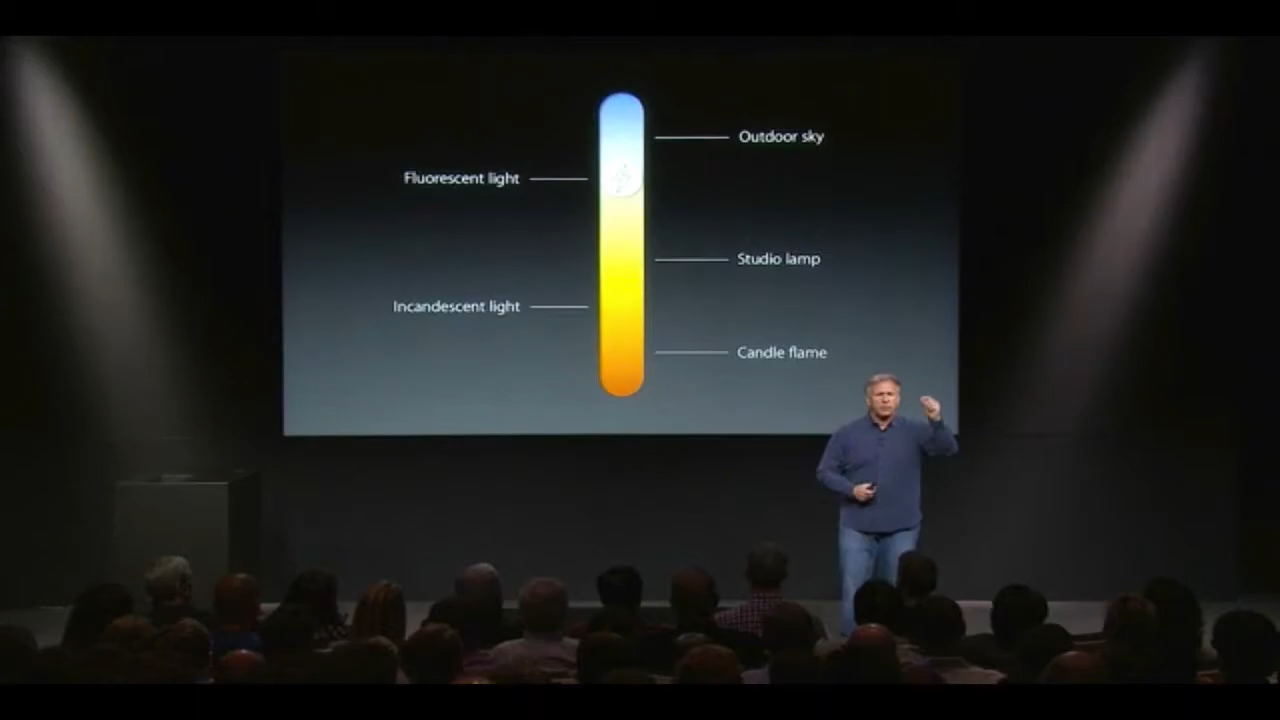 Outdoor sky
Fluorescent light
Studio lamp
Incandescent light
Candle flame